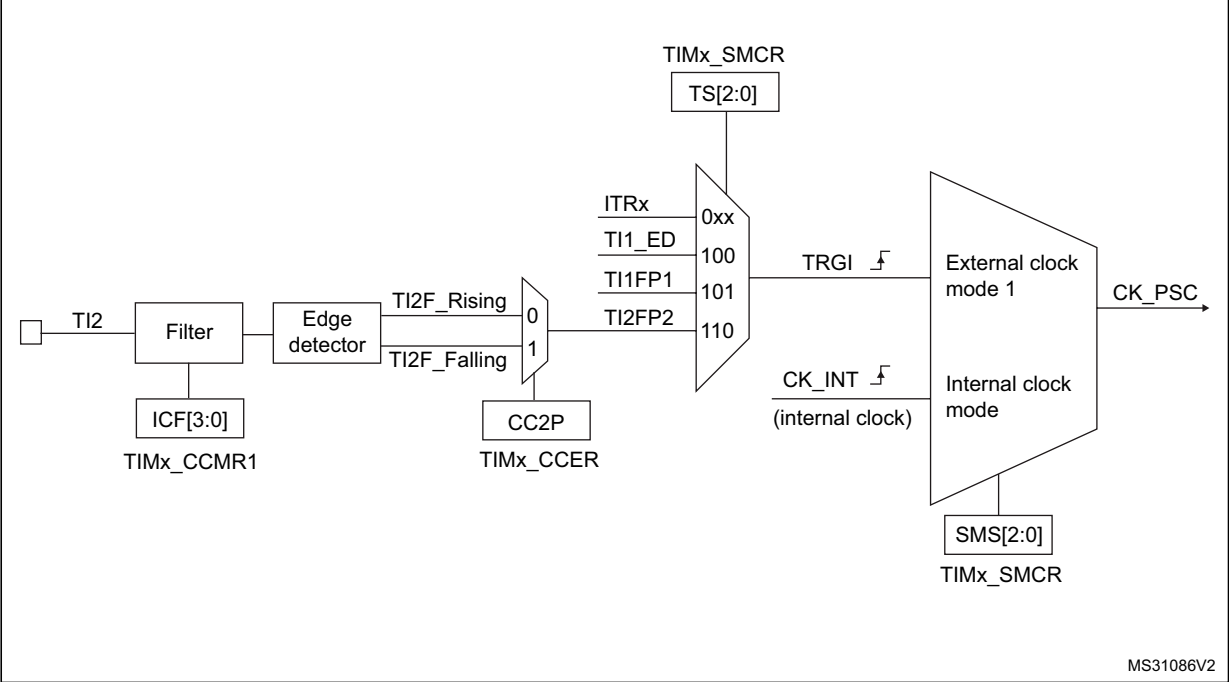 TIMx_SMCR
TS[2:0]
ITRx
0xx
TI1_ED
100
TI1FP1
101
TI2FP2
110
TRGI
External clock
mode 1
CK_PSC
TI2
Filter
Edge
detector
TI2F_Rising
0
TI2F_Falling
1
CK_INT
(internal clock)
Internal clock
mode
ICF[3:0]
TIMx_CCMR1
CC2P
TIMx_CCER
SMS[2:0]
TIMx_SMCR
MS31086V2